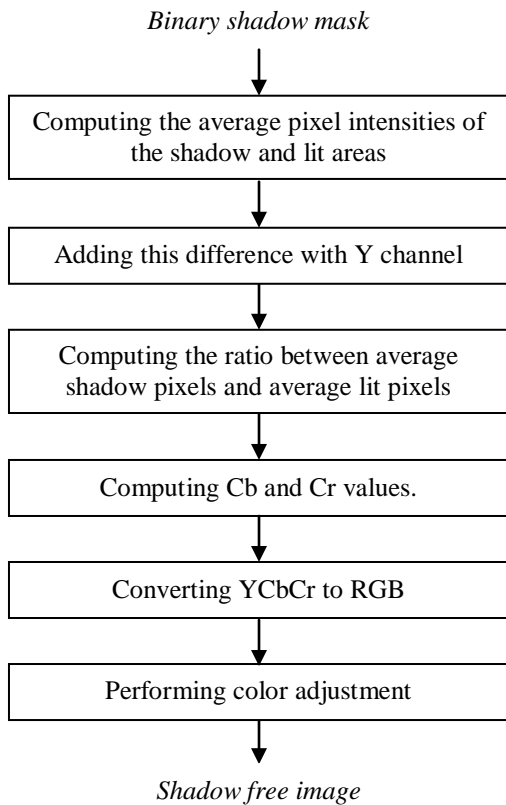 Binary shadow mask
Computing the average pixel intensities of
the shadow and lit areas
Adding this difference with Y channel
Computing the ratio between average
shadow pixels and average lit pixels
Computing Cb and Cr values.
Converting YCbCr to RGB
Performing color adjustment
Shadow free image